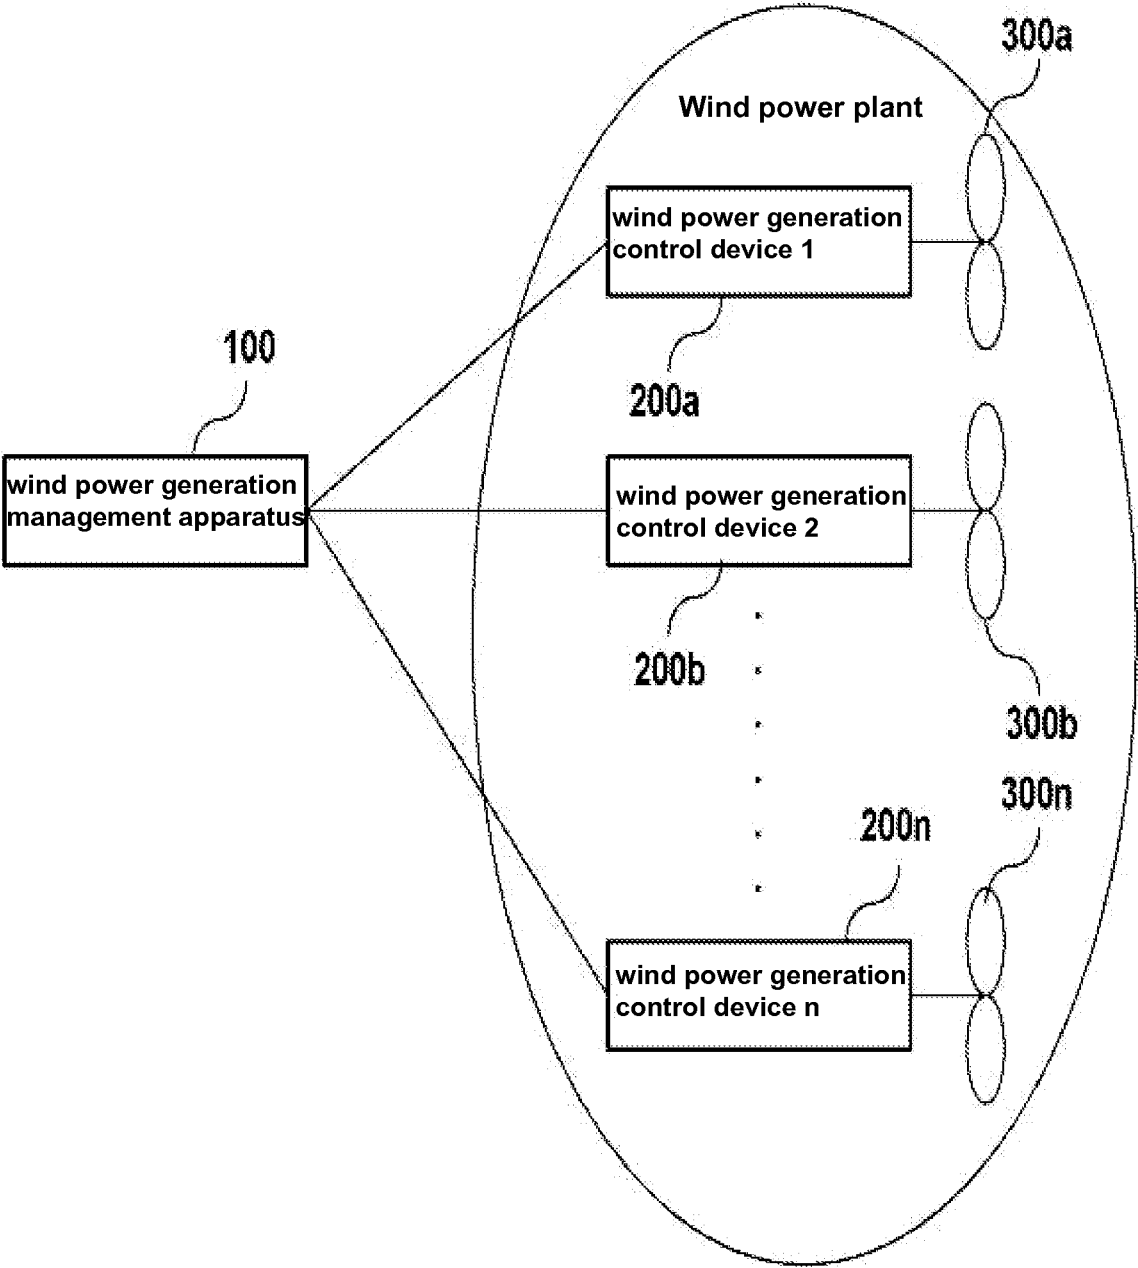 300a
Wind power plant
wind power generation
control device 1
100
200a
wind power generation
management apparatus
wind power generation
control device 2
200b
300b
300n
200n
wind power generation
control device n